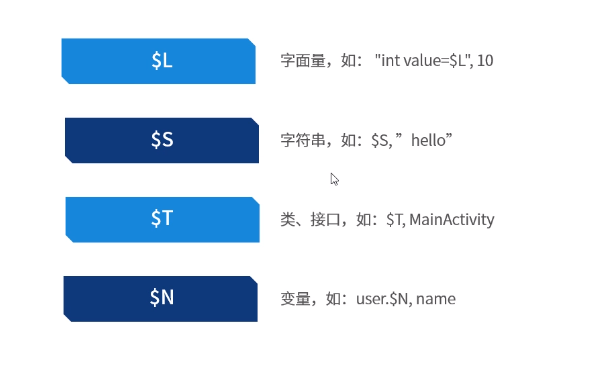 $L 字面量，如： "int value=$L", 10
$S 字符串，如：$S, ”hello”
$T 类、接口，如：$T, MainActivity
$N 变量，如：user.$N, name